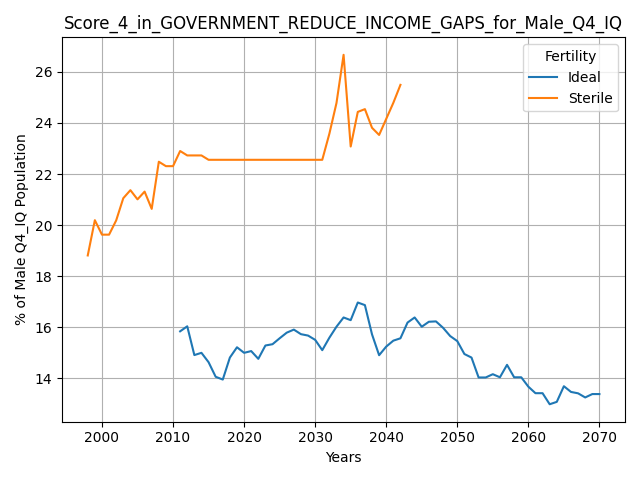 Score_4_in_GOVERNMENT_REDUCE_INCOME_GAPS_for_Male_Q4_IQ
Fertility
Ideal
Sterile
% of Male Q4_IQ Population
26
24
22
20
18
16
14
2000 2010 2020 2030 2040 2050 2060 2070
Years